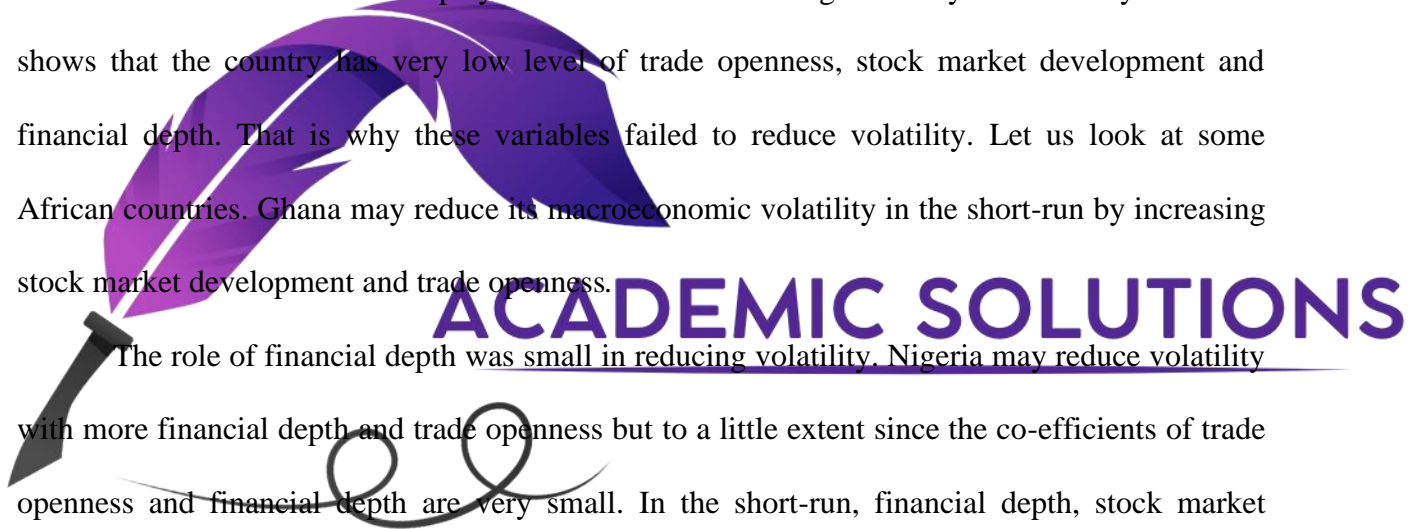 shows that the country has very low level of trade openness, stock market development and
financial depth. That is why these variables failed to reduce volatility. Let us look at some
African countries. Ghana may reduce its macroeconomic volatility in the short-run by increasing
stock market development and trade openness.
ACADEMIC SOLUTIONS
The role of financial depth was small in reducing volatility. Nigeria may reduce volatility
with more financial depth and trade openness but to a little extent since the co-efficients of trade
openness and financial depth are very small. In the short-run, financial depth, stock market